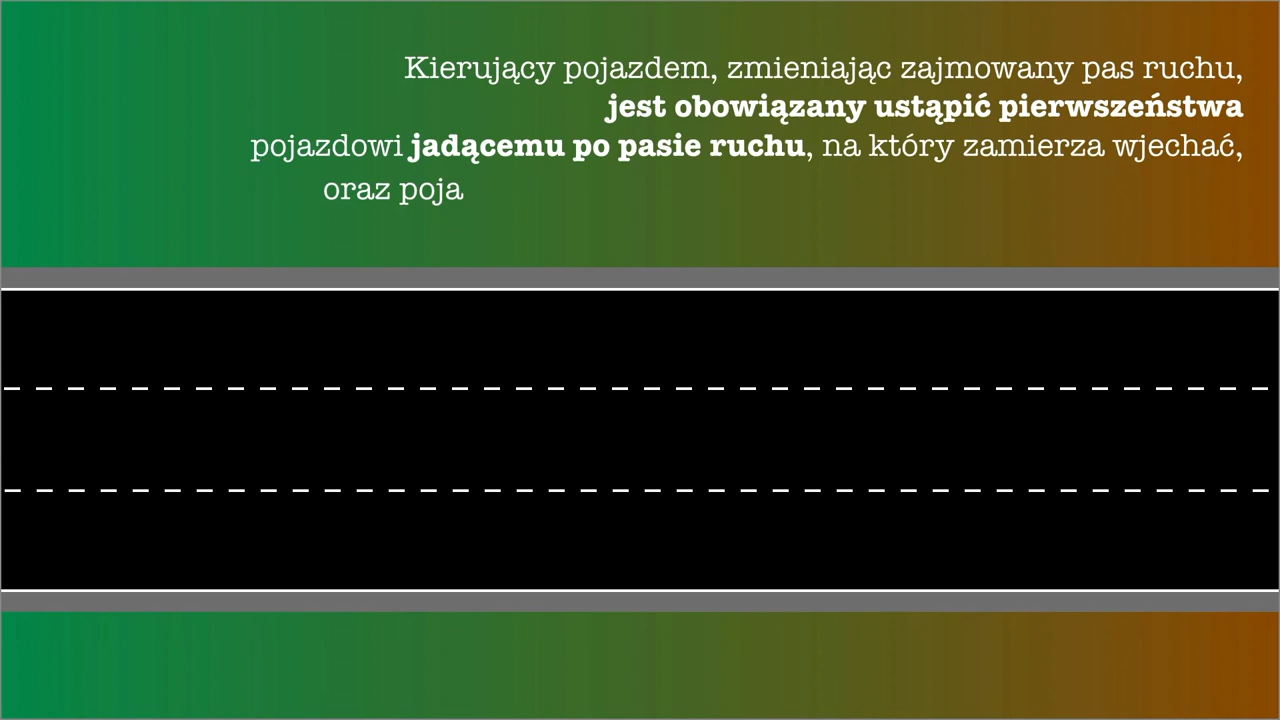 Kierujący pojazdem, zmieniając zajmowany pas ruchu,
jest obowiązany ustąpić pierwszeństwa
pojazdowi jadącemu po pasie ruchu, na który zamierza wjechać,
oraz poja